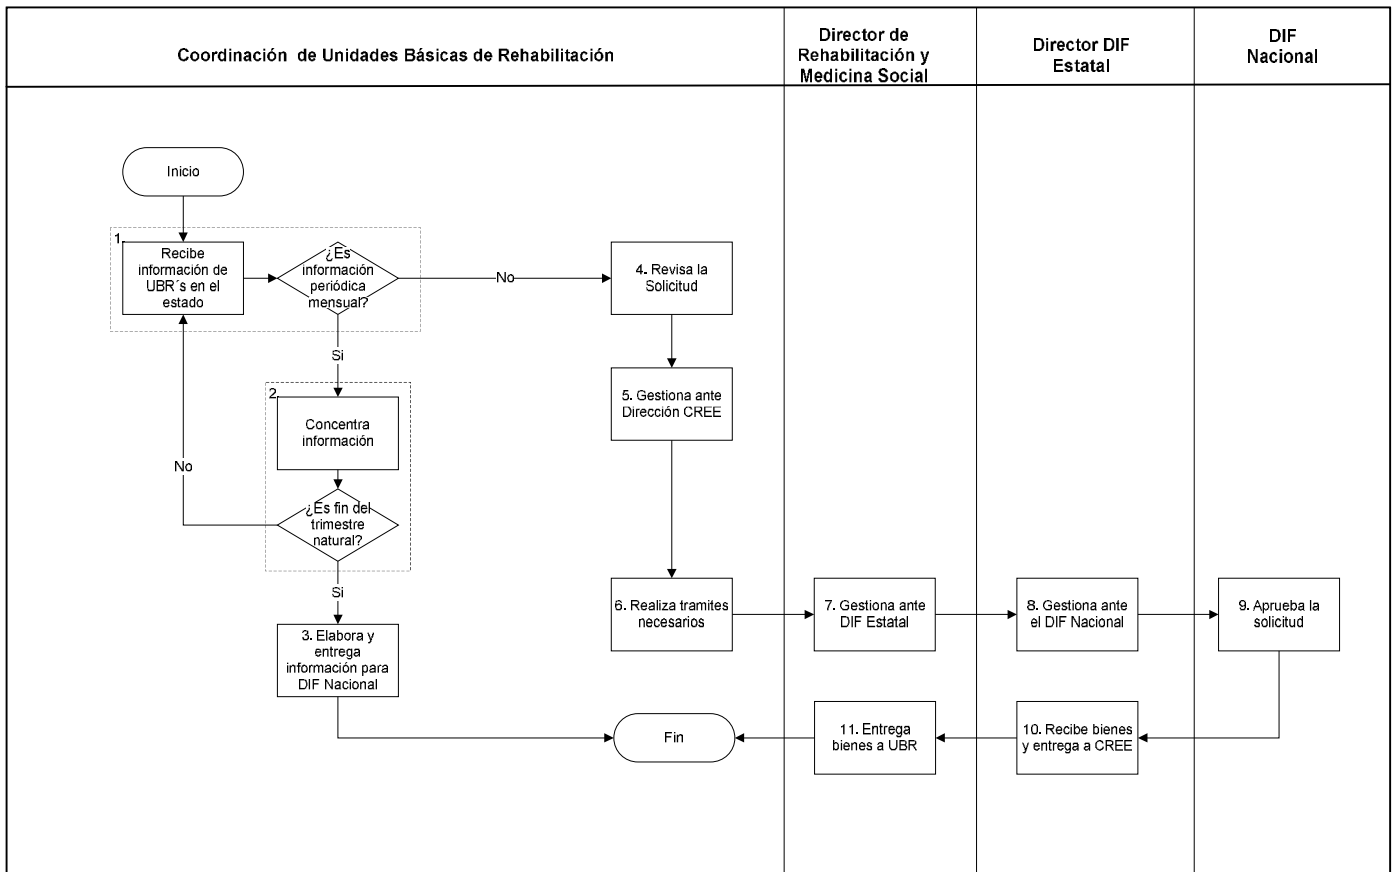 Coordinación  de Unidades Básicas de Rehabilitación
Director de
Rehabilitación y
Medicina Social
Director DIF
Estatal
DIF
Nacional
Inicio
1.
Recibe
información de
UBR´s en el
estado
¿Es
información
periódica
mensual?
No
4. Revisa la
Solicitud
Si
5. Gestiona ante
Dirección CREE
2.
Concentra
información
No
¿Es fin del
trimestre
natural?
Si
6. Realiza tramites
necesarios
7. Gestiona ante
DIF Estatal
8. Gestiona ante
el DIF Nacional
9. Aprueba la
solicitud
3. Elabora y
entrega
información para
DIF Nacional
Fin
11. Entrega
bienes a UBR
10. Recibe bienes
y entrega a CREE